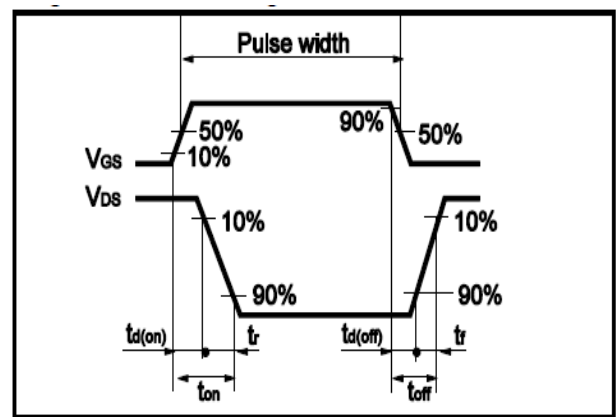 Pulse width
90%
50%
50%
VGS
10%
VDS
10%
10%
90%
90%
td(on)
tr
td(off)
tf
ton
toff